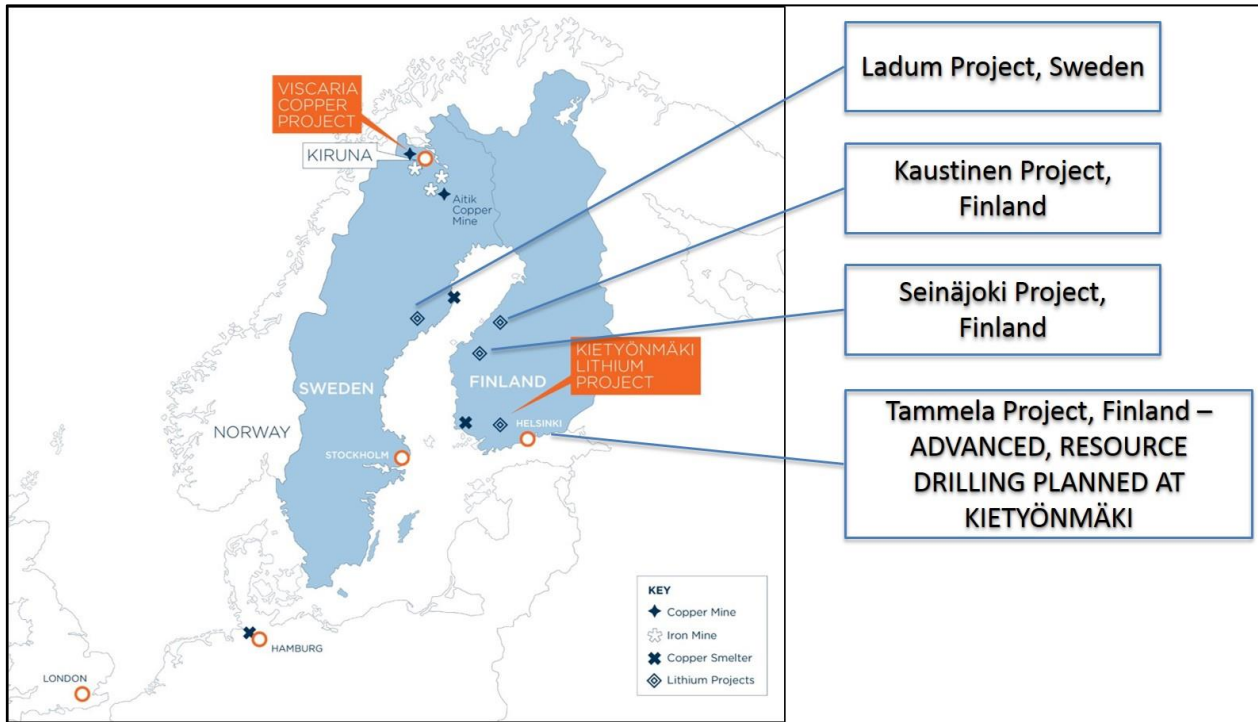 VISCARIA
COPPER
PROJECT
KIRUNA
Aitik
Copper
Mine
SWEDEN
FINLAND
KIETYÖNMÄKI
LITHIUM
PROJECT
NORWAY
HELSINKI
STOCKHOLM
HAMBURG
LONDON
KEY
Copper Mine
Iron Mine
Copper Smelter
Lithium Projects
Ladum Project, Sweden
Kaustinen Project,
Finland
Seinäjoki Project,
Finland
Tammela Project, Finland –
ADVANCED, RESOURCE
DRILLING PLANNED AT
KIETYÖNMÄKI